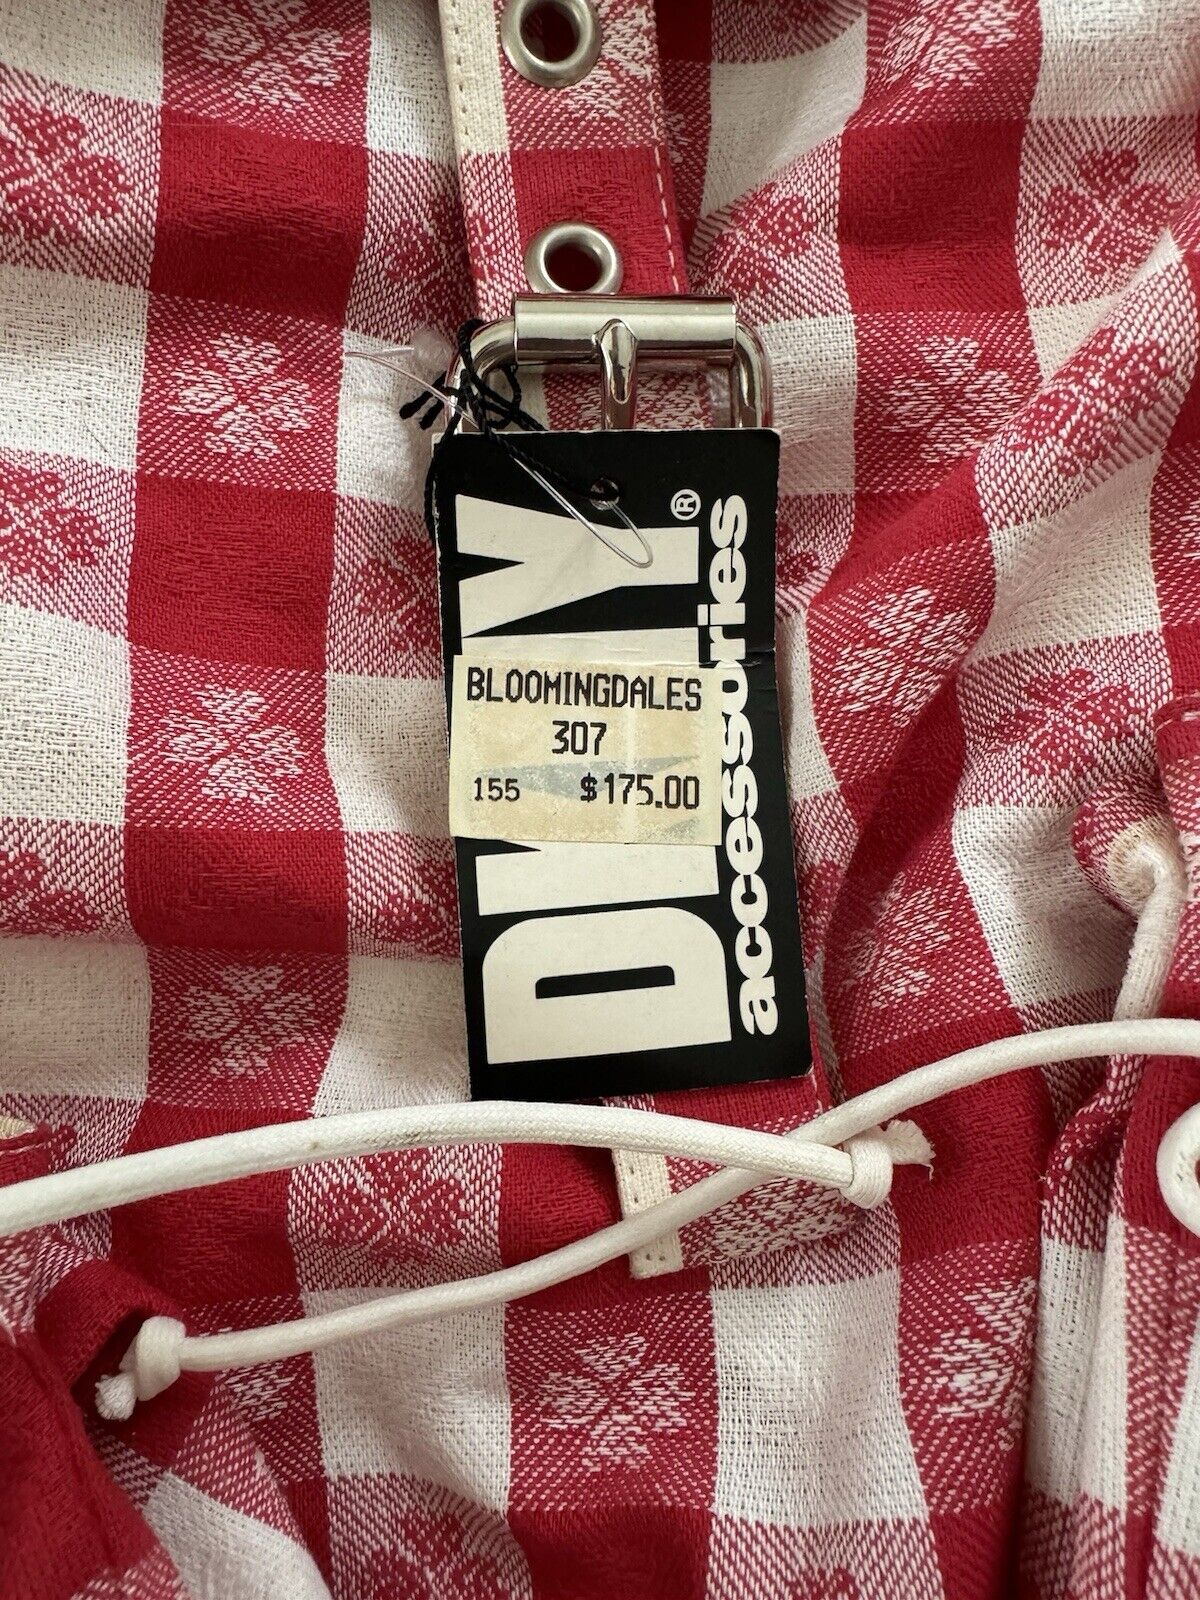 DKNY®
accessories
BLOOMINGDALES
307
155 $175.00